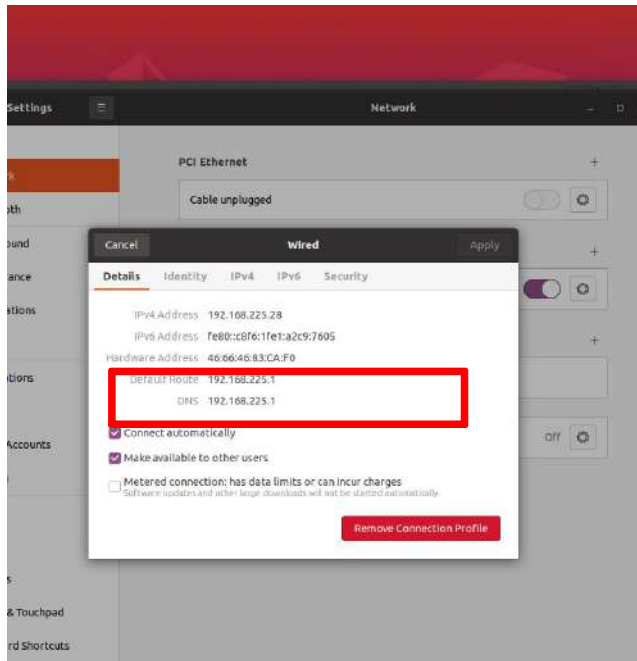 Settings
Network
PCI Ethernet
+
Cable unplugged
Cancel
Wired
Apply
+
Details Identity IPv4 IPv6 Security
IPv4 Address 192.168.225.28
IPv6 Address fe80::c8f6:1fe1:a2c9:7605
Hardware Address 46:66:46:83:CA:F0
Default Route 192.168.225.1
DNS 192.168.225.1
+
Connect automatically
Make available to other users
Metered connection: has data limits or can incur charges
Software updates and other large downloads will not be started automatically.
Remove Connection Profile
Off
Accounts
& Touchpad
rd Shortcuts